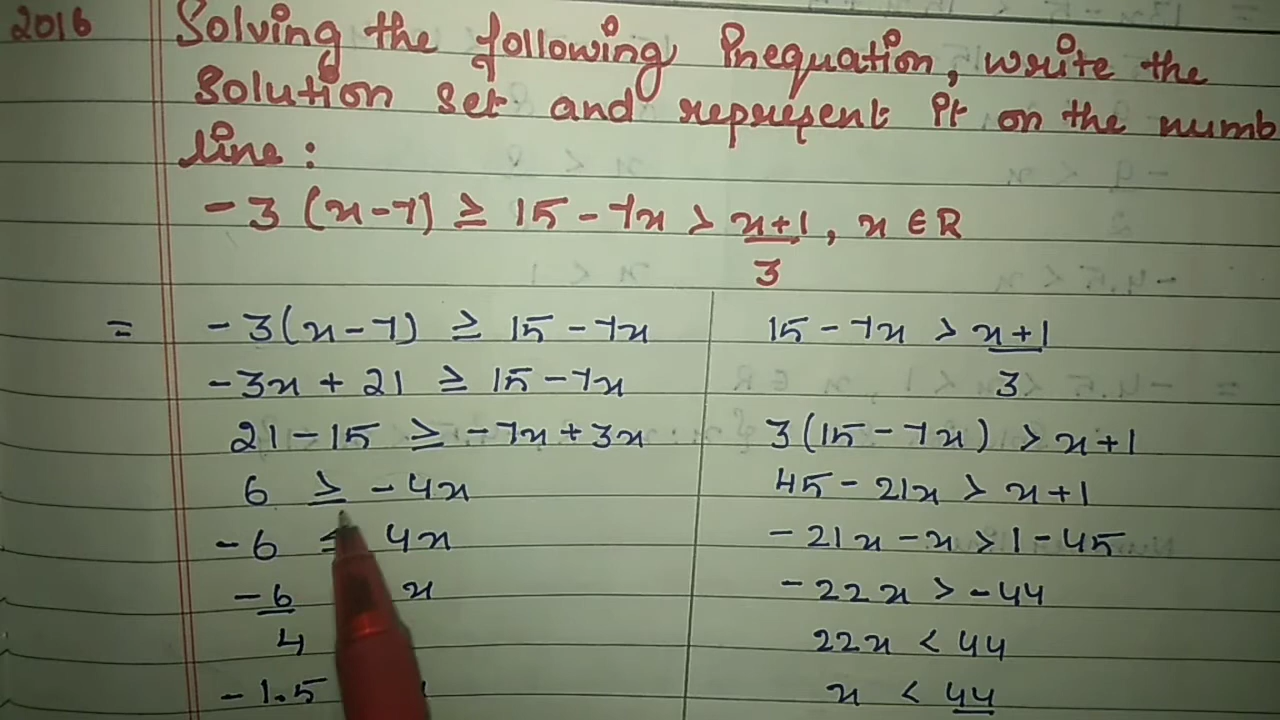 2016 Solving the following Inequation, write the
Solution set and represent it on the numb
line:
-3 (x-7) ≥ 15 - 7x > x+1/3, x ∈ R
= -3(x-7) ≥ 15 - 7x
-3x + 21 ≥ 15 - 7x
21 - 15 ≥ -7x + 3x
6 ≥ -4x
-6 ≤ 4x
-6/4 x
-1.5
15 - 7x > x+1/3
3(15 - 7x) > x+1
45 - 21x > x+1
-21x - x > 1 - 45
-22x > -44
22x < 44
x < 44